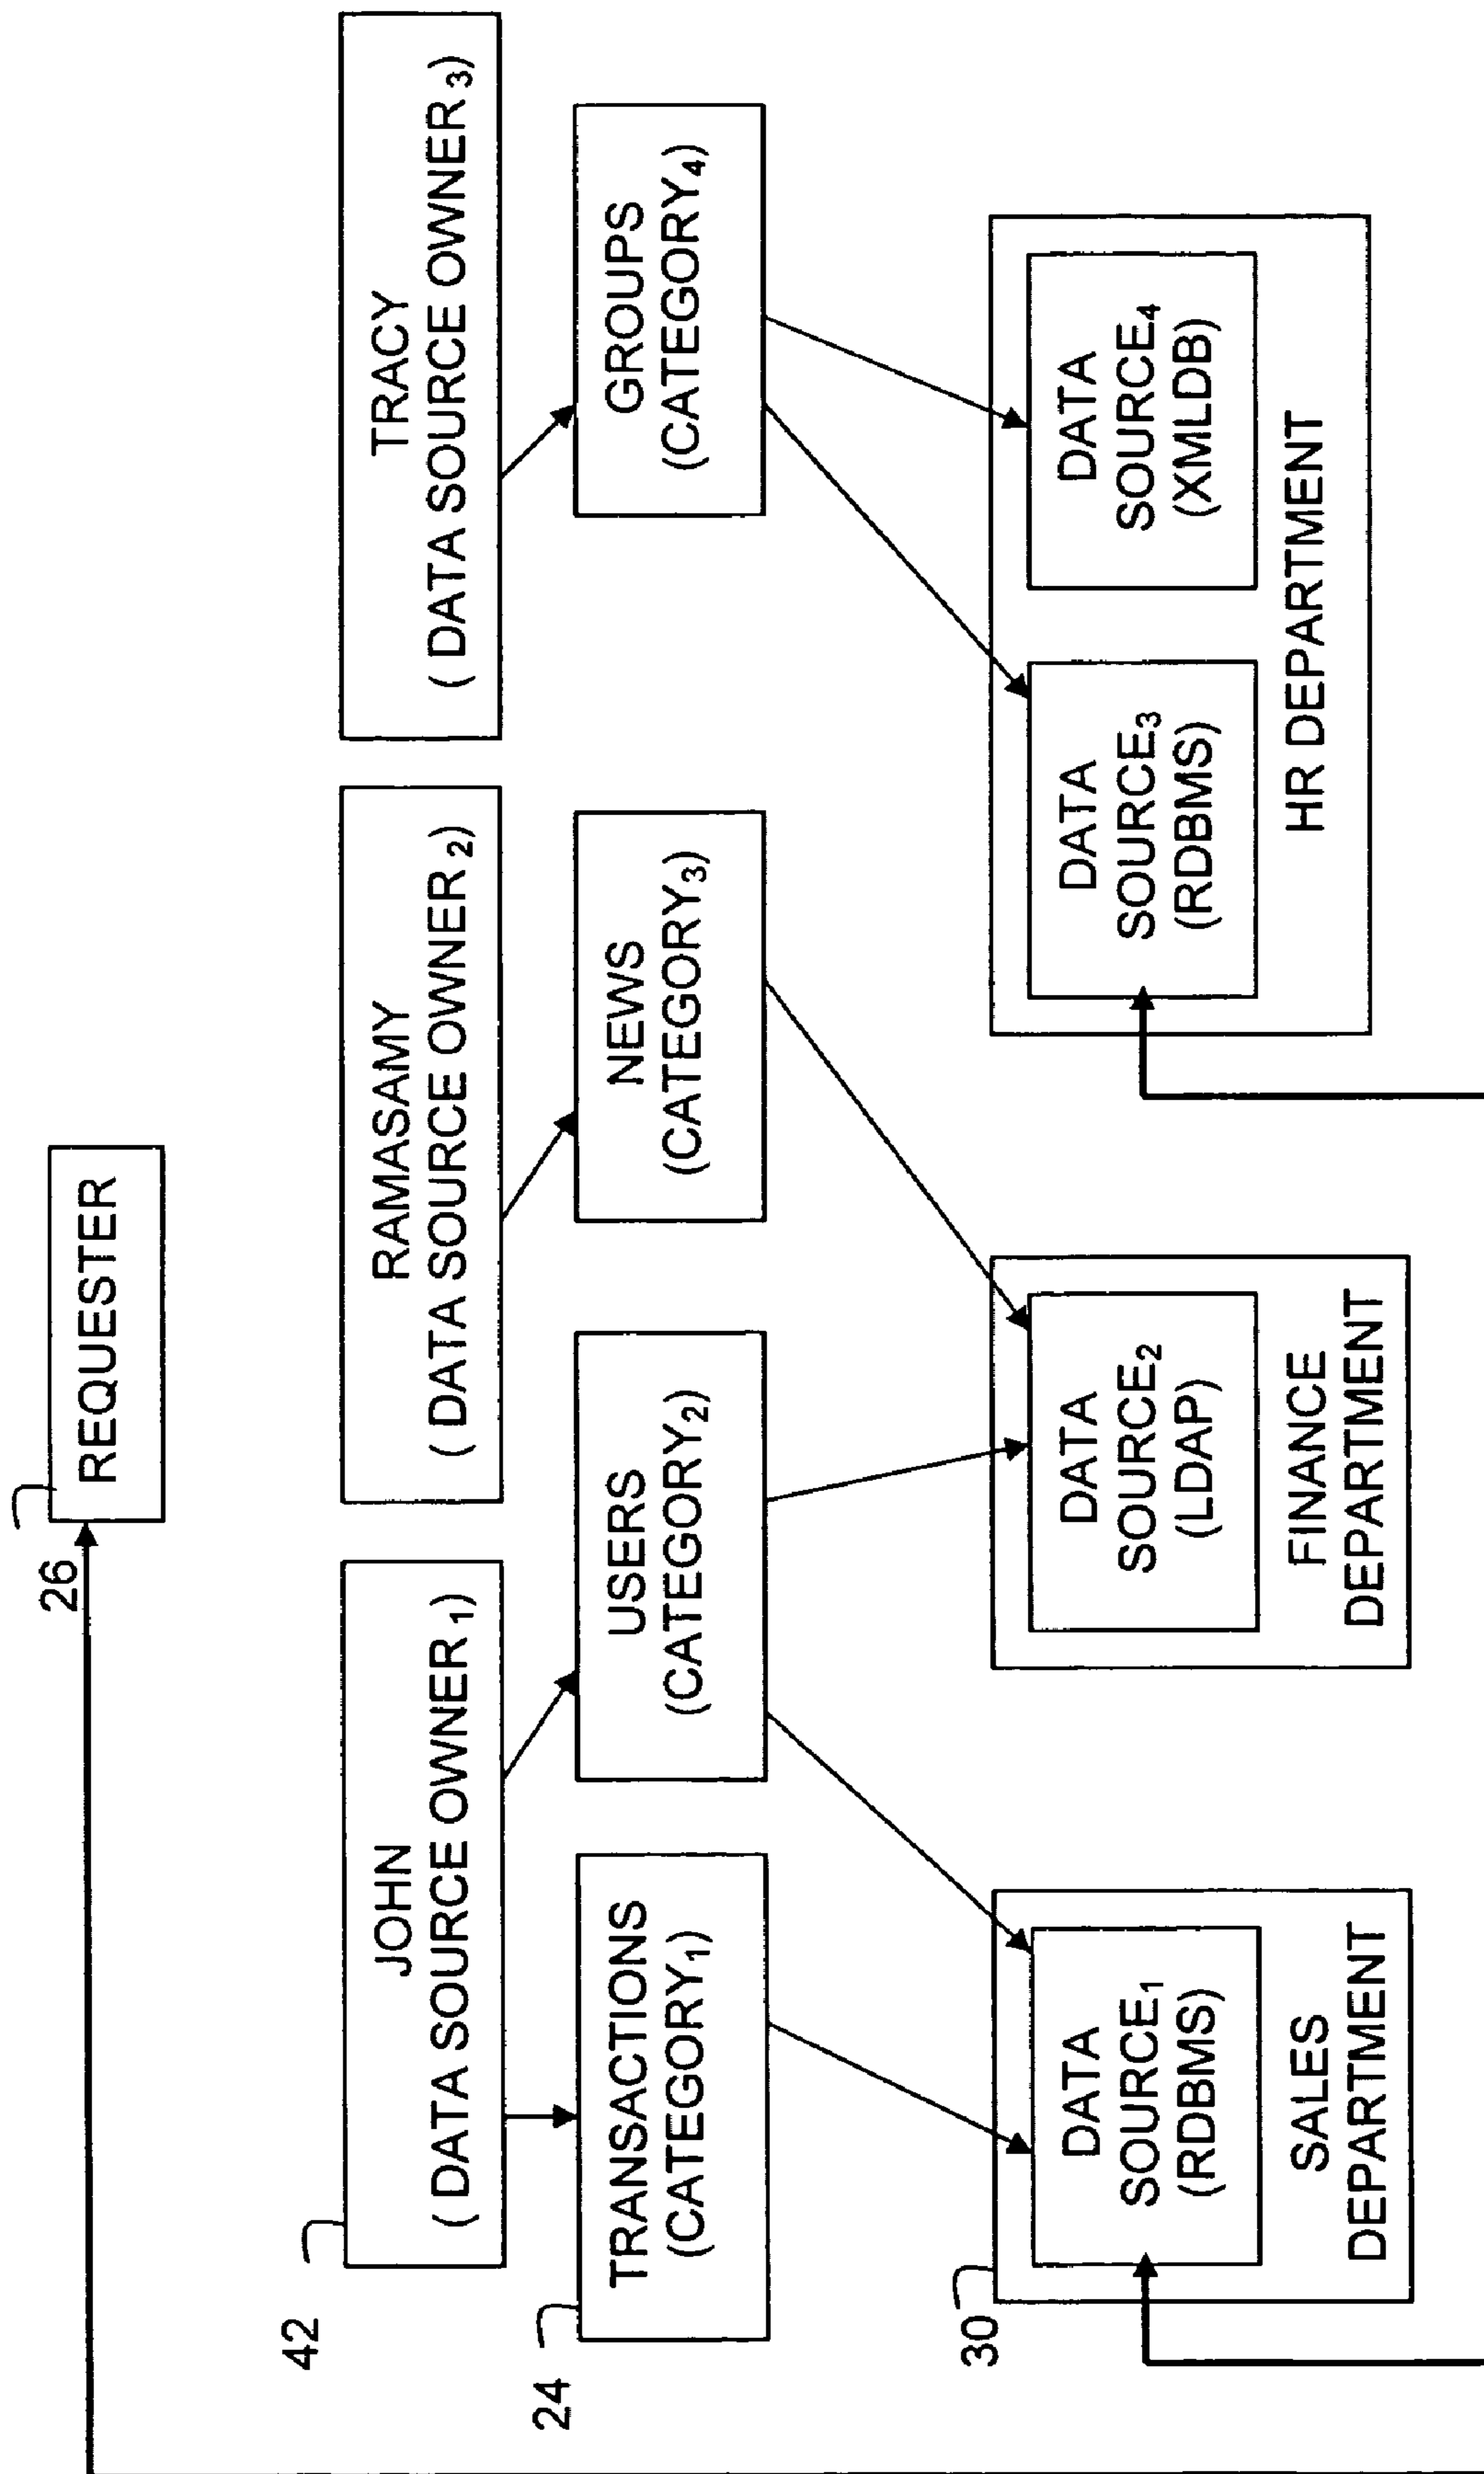 26
REQUESTER
42
JOHN
( DATA SOURCE OWNER 1)
RAMASAMY
( DATA SOURCE OWNER 2)
TRACY
( DATA SOURCE OWNER 3)
24
TRANSACTIONS
(CATEGORY1)
USERS
(CATEGORY2)
NEWS
(CATEGORY3)
GROUPS
(CATEGORY4)
30
DATA
SOURCE1
(RDBMS)
SALES
DEPARTMENT
DATA
SOURCE2
(LDAP)
FINANCE
DEPARTMENT
DATA
SOURCE3
(RDBMS)
DATA
SOURCE4
(XMLDB)
HR DEPARTMENT